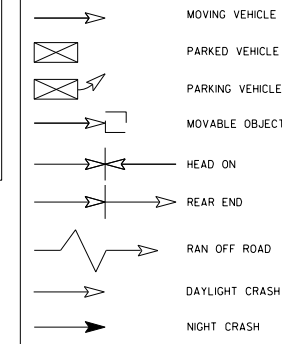 MOVING VEHICLE
PARKED VEHICLE
PARKING VEHICLE
MOVABLE OBJECT
HEAD ON
REAR END
RAN OFF ROAD
DAYLIGHT CRASH
NIGHT CRASH